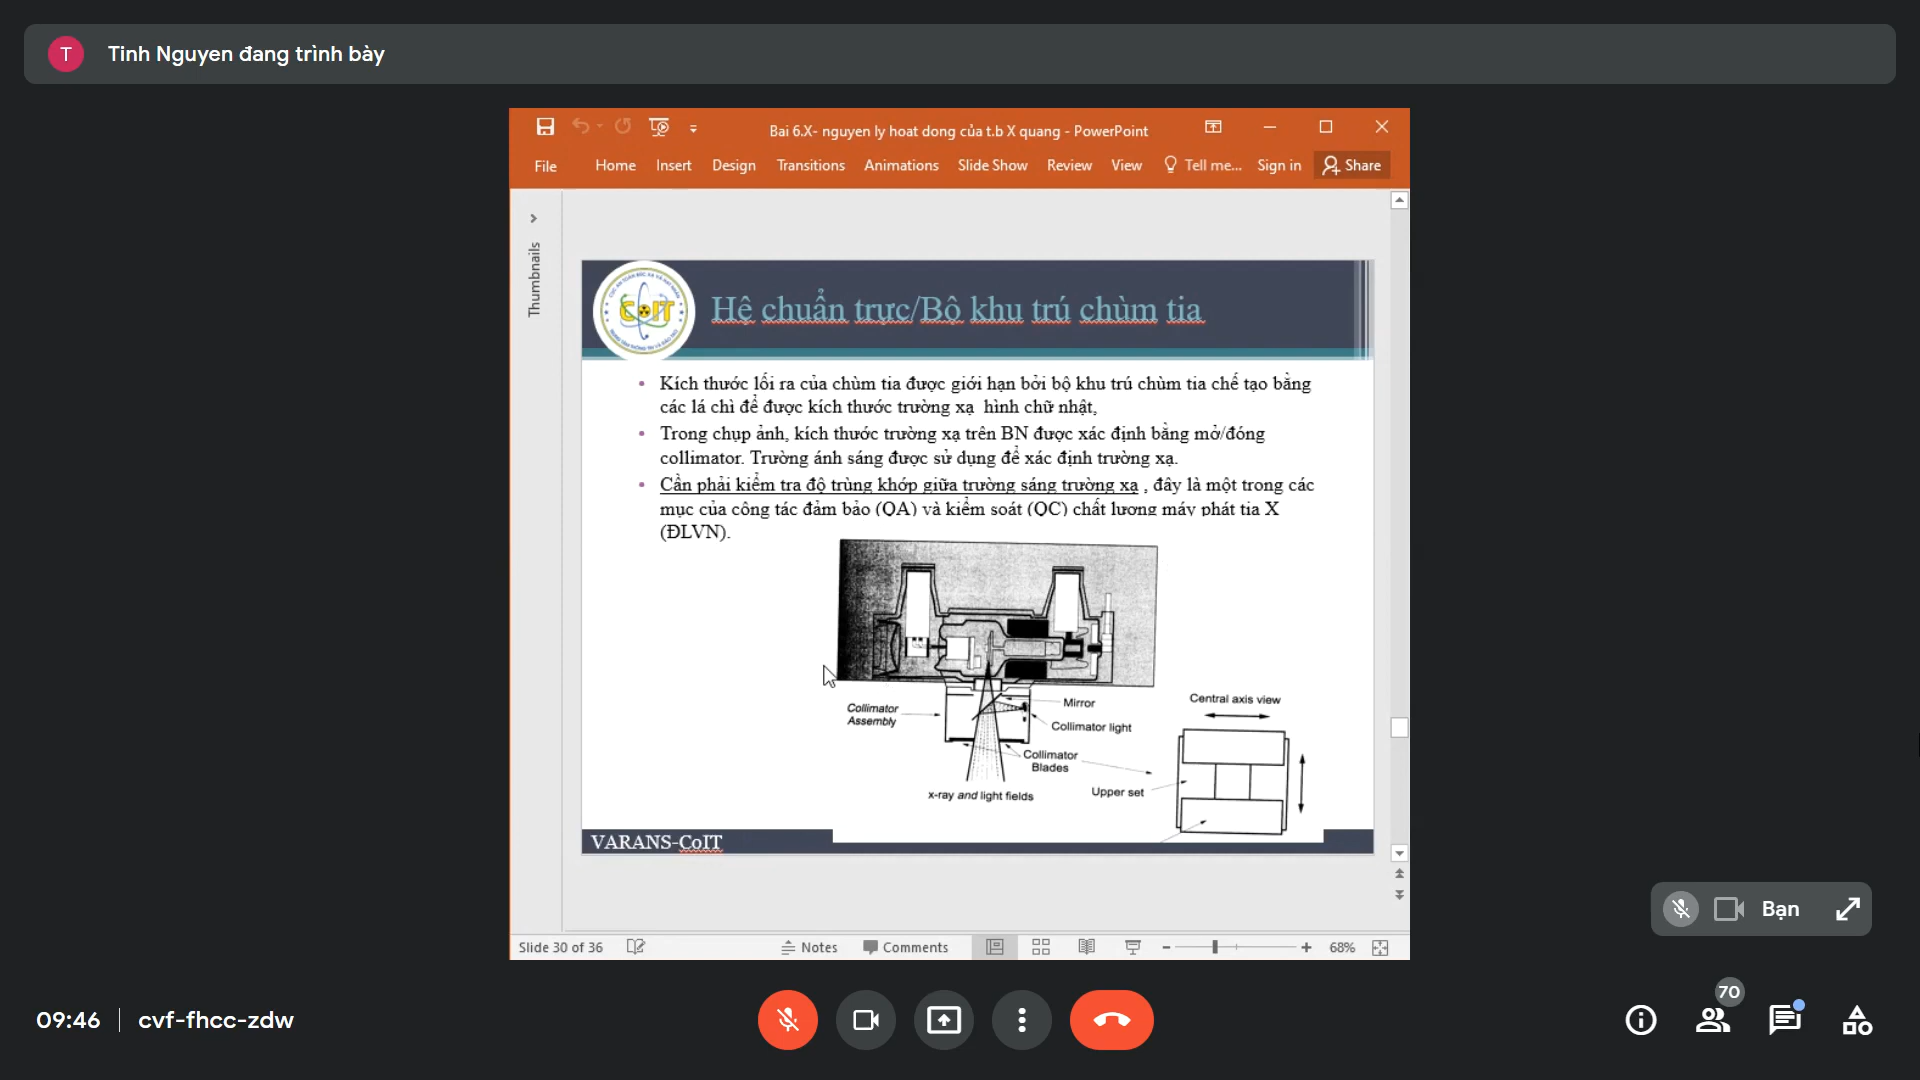 T
Tinh Nguyen đang trình bày
Bai 6.X- nguyen ly hoat dong của t.b X quang - PowerPoint
File Home Insert Design Transitions Animations Slide Show Review View Tell me... Sign in Share
Thumbnails
CoIT
Hệ chuẩn trực/Bộ khu trú chùm tia
• Kích thước lối ra của chùm tia được giới hạn bởi bộ khu trú chùm tia chế tạo bằng
các lá chì để được kích thước trường xạ hình chữ nhật,
• Trong chụp ảnh, kích thước trường xạ trên BN được xác định bằng mở/đóng
collimator. Trường ánh sáng được sử dụng để xác định trường xạ.
• Cần phải kiểm tra độ trùng khớp giữa trường sáng trường xạ , đây là một trong các
mục của công tác đảm bảo (QA) và kiểm soát (QC) chất lượng máy phát tia X
(ĐLVN).
Central axis view
Mirror
Collimator
Assembly
Collimator light
Collimator
Blades
Upper set
x-ray and light fields
VARANS-CoIT
Bạn
Slide 30 of 36 Notes Comments 68%
70
09:46 cvf-fhcc-zdw